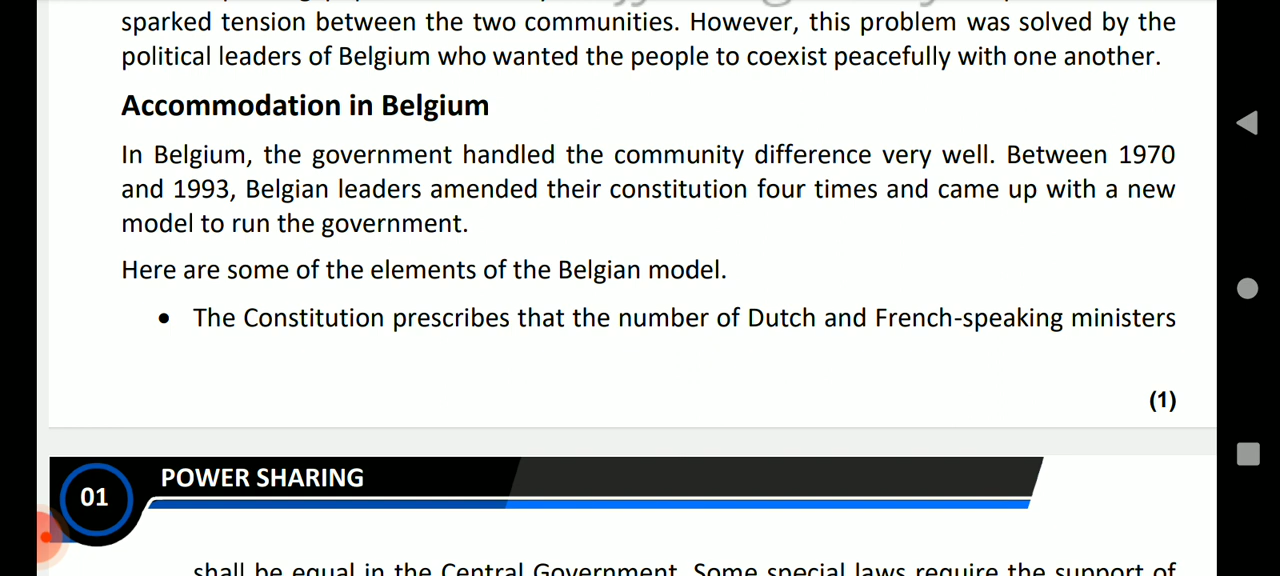 sparked tension between the two communities. However, this problem was solved by the
political leaders of Belgium who wanted the people to coexist peacefully with one another.
Accommodation in Belgium
In Belgium, the government handled the community difference very well. Between 1970
and 1993, Belgian leaders amended their constitution four times and came up with a new
model to run the government.
Here are some of the elements of the Belgian model.
• The Constitution prescribes that the number of Dutch and French-speaking ministers
(1)
01
POWER SHARING
shall be equal in the Central Government. Some special laws require the support of